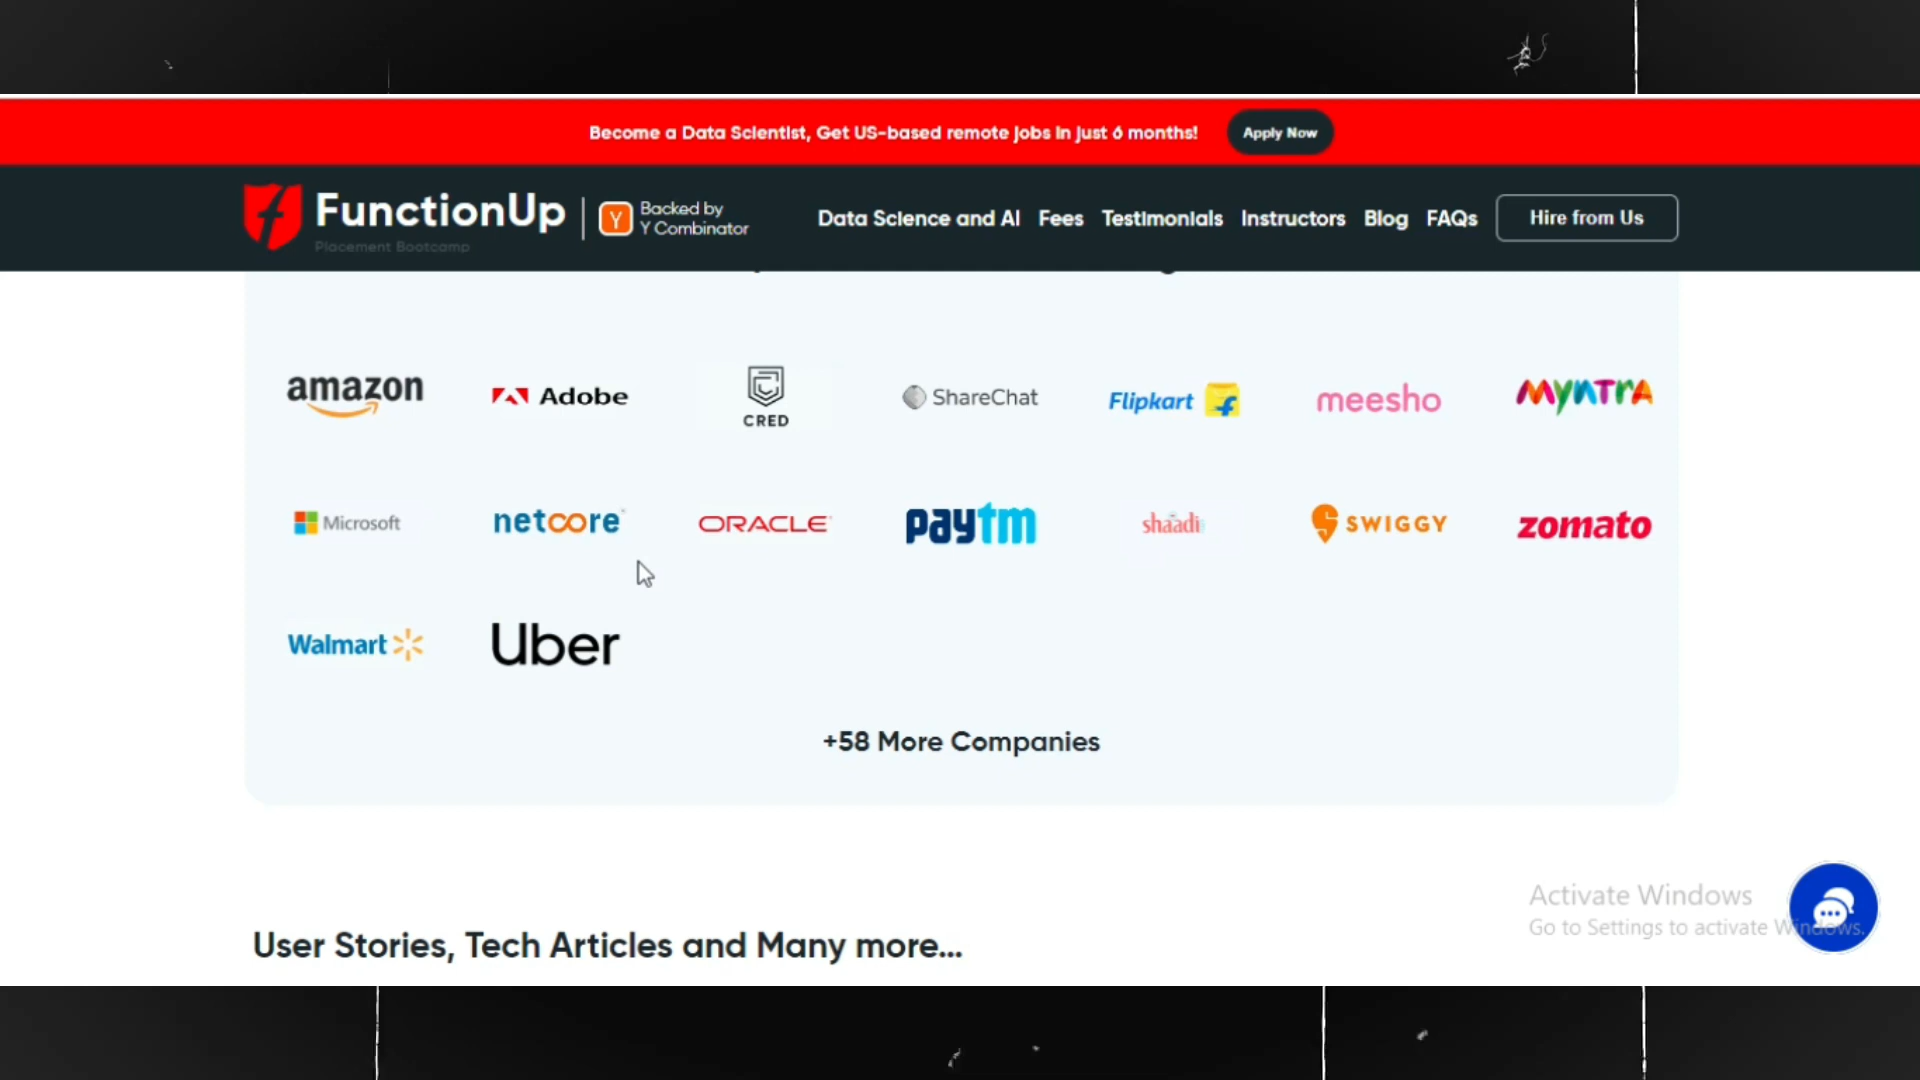 Become a Data Scientist, Get US-based remote jobs in just 6 months!
Apply Now
FunctionUp
Placement Bootcamp
Backed by
Y Combinator
Data Science and AI Fees Testimonials Instructors Blog FAQs Hire from Us
amazon Adobe CRED ShareChat Flipkart meesho Myntra
Microsoft netcore ORACLE paytm shaadi SWIGGY zomato
Walmart Uber
+58 More Companies
Activate Windows
Go to Settings to activate Windows.
User Stories, Tech Articles and Many more...